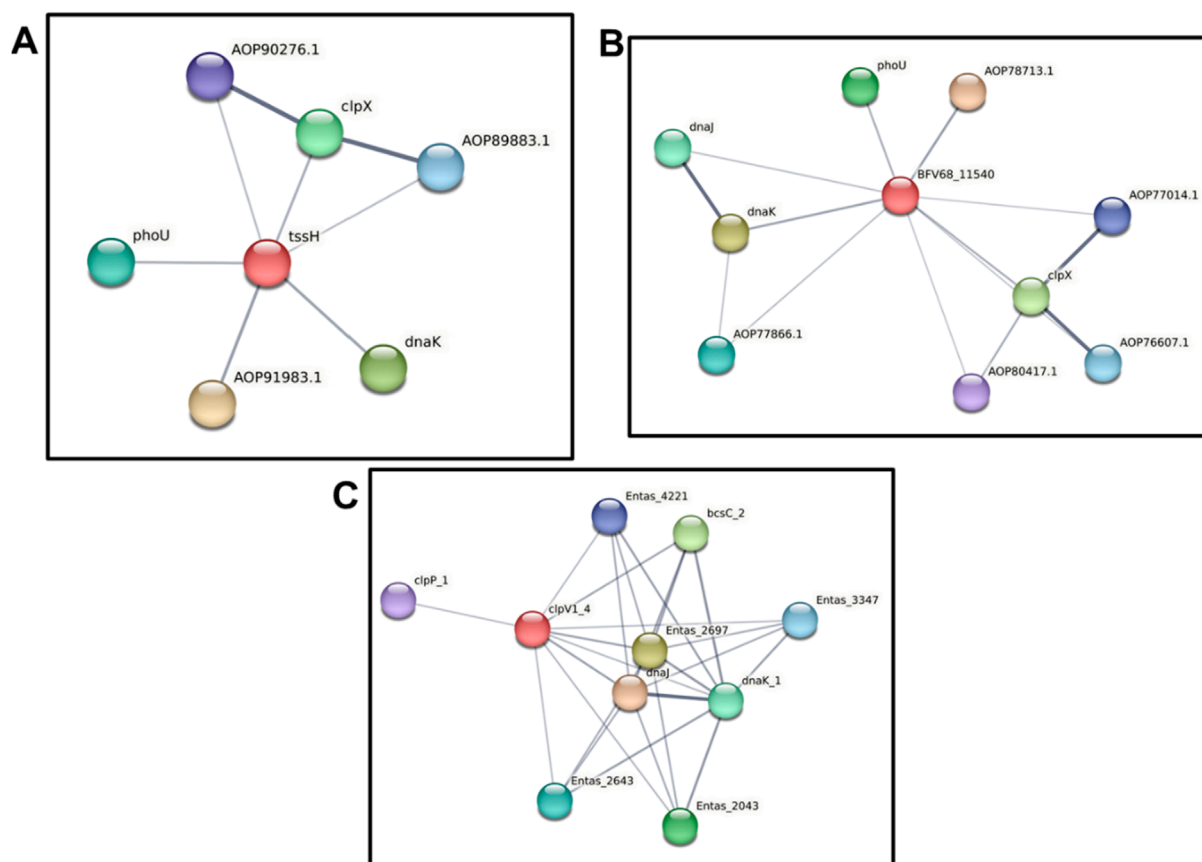 A
AOP90276.1
clpX
AOP89883.1
phoU
tssH
dnaK
AOP91983.1
B
phoU
AOP78713.1
dnaJ
BFV68_11540
AOP77014.1
dnaK
clpX
AOP77866.1
AOP76607.1
AOP80417.1
C
Entas_4221
bcsC_2
clpP_1
clpV1_4
Entas_3347
Entas_2697
dnaJ
dnaK_1
Entas_2643
Entas_2043